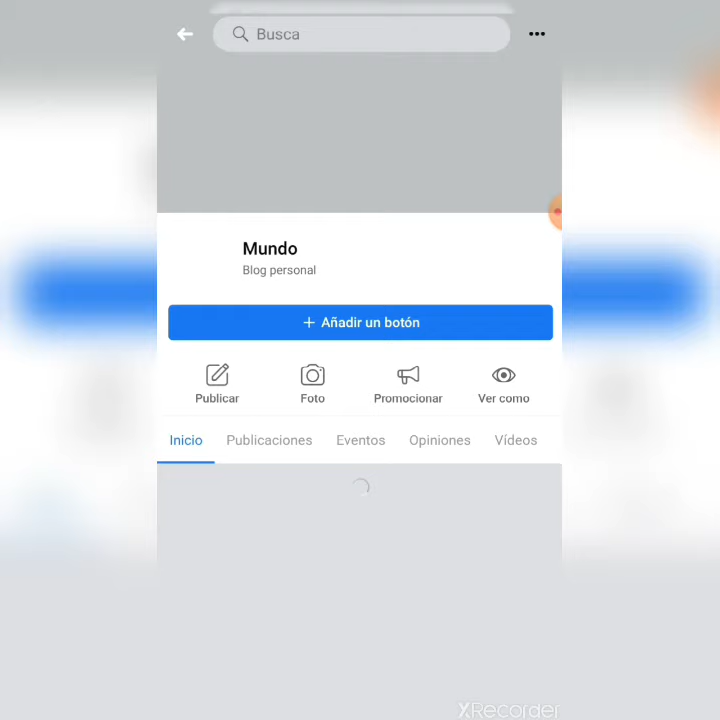 Busca
Mundo
Blog personal
+ Añadir un botón
Publicar
Foto
Promocionar
Ver como
Inicio
Publicaciones
Eventos
Opiniones
Vídeos
XRecorder